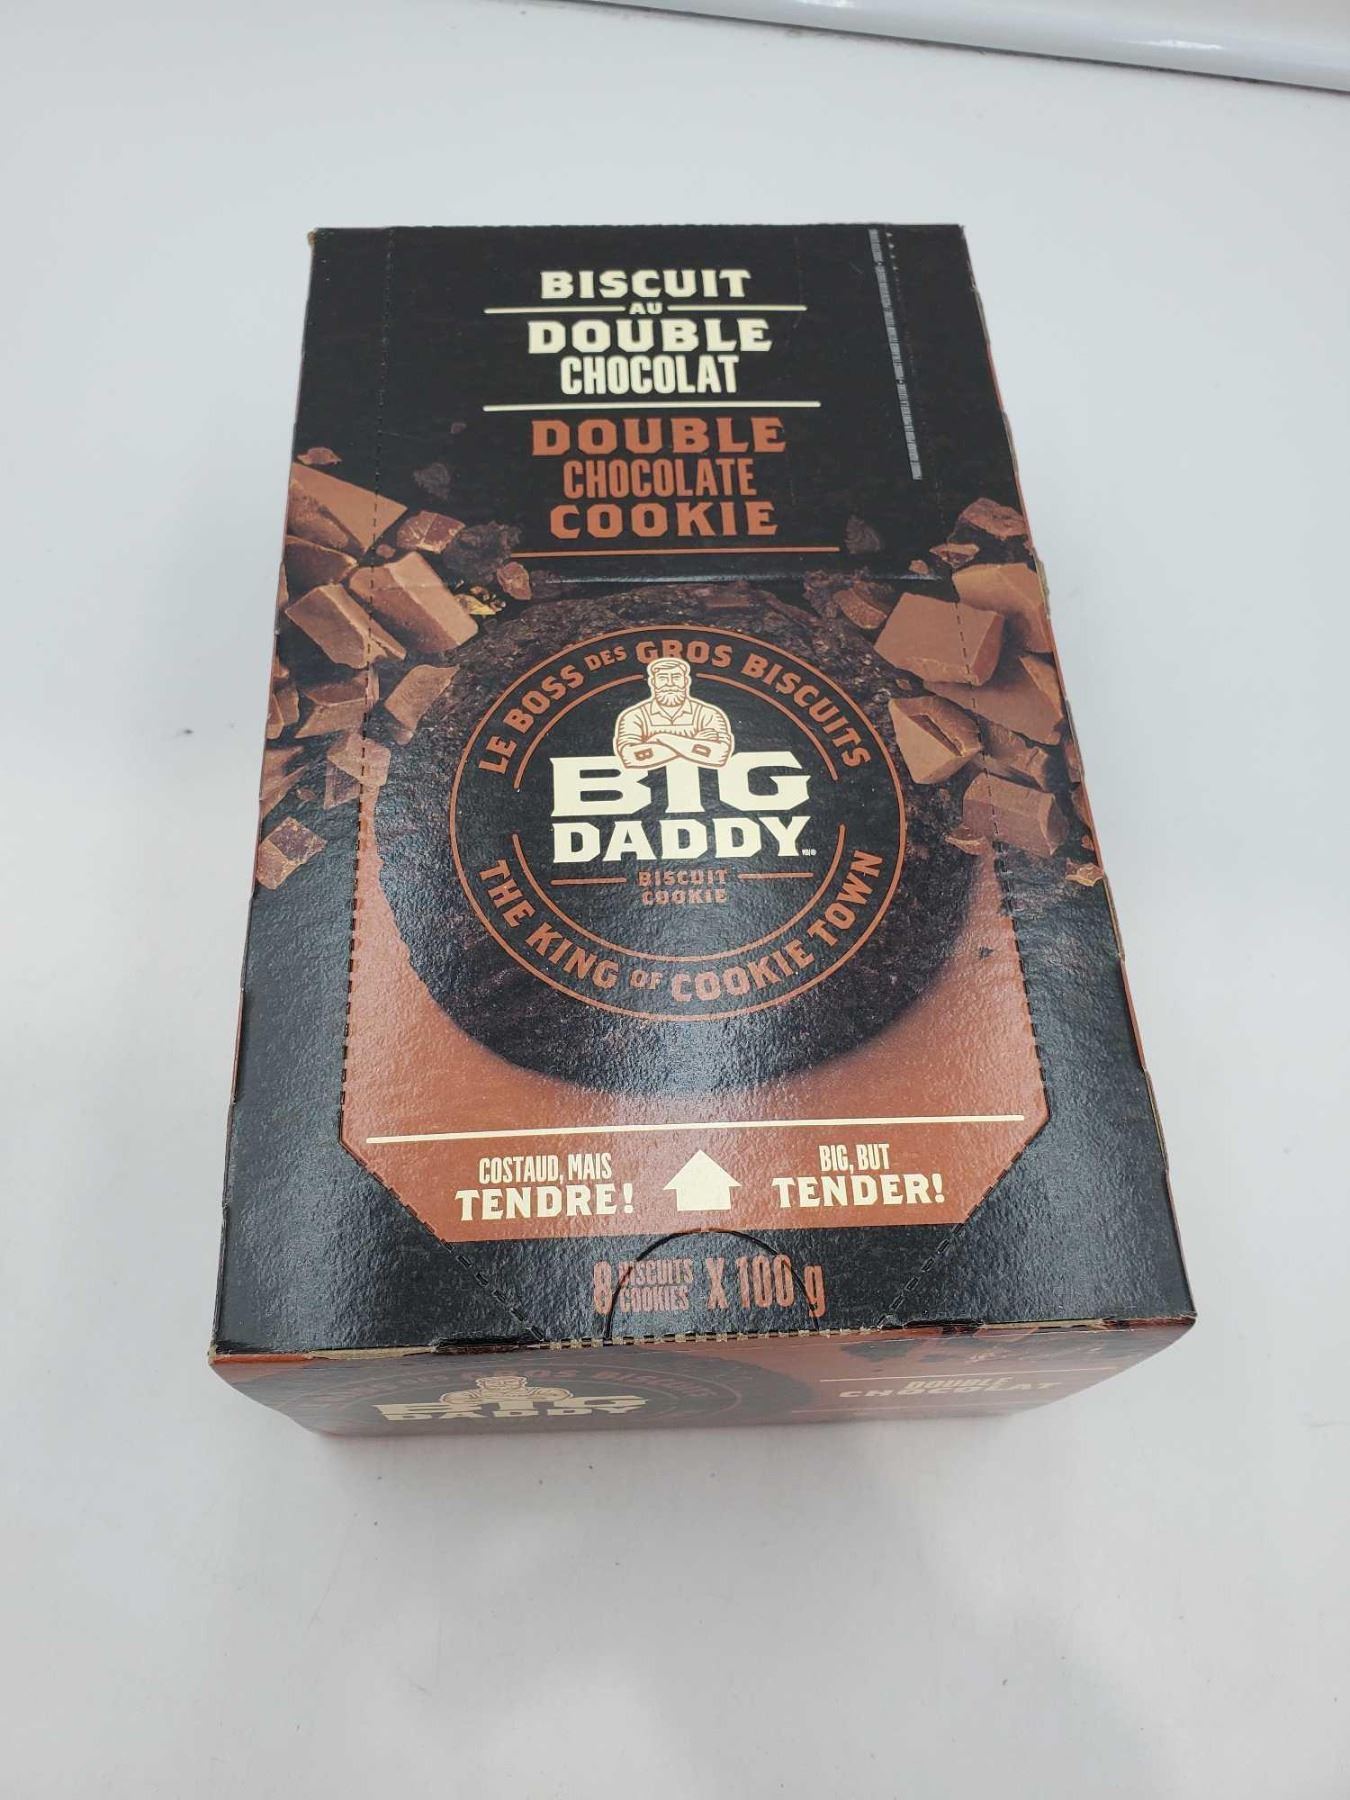 BISCUIT
AU
DOUBLE
CHOCOLAT
DOUBLE
CHOCOLATE
COOKIE
LE BOSS DES GROS BISCUITS
B D
BIG
DADDY
BISCUIT
COOKIE
THE KING OF COOKIE TOWN
COSTAUD, MAIS
TENDRE!
BIG, BUT
TENDER!
8 BISCUITS COOKIES X 100 g
BIG
DADDY
DOUBLE
CHOCOLAT